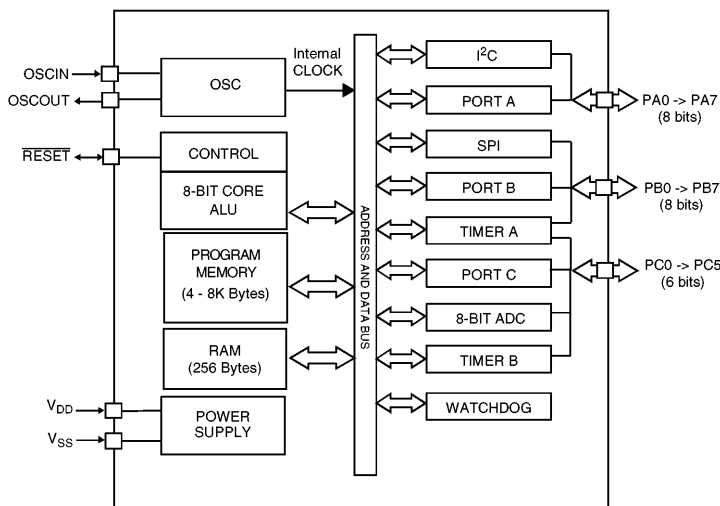 OSCIN
OSCOUT
RESET
V_DD
V_SS
OSC
Internal
CLOCK
CONTROL
8-BIT CORE
ALU
PROGRAM
MEMORY
(4 - 8K Bytes)
RAM
(256 Bytes)
POWER
SUPPLY
ADDRESS AND DATA BUS
I²C
PORT A
SPI
PORT B
TIMER A
PORT C
8-BIT ADC
TIMER B
WATCHDOG
PA0 -> PA7
(8 bits)
PB0 -> PB7
(8 bits)
PC0 -> PC5
(6 bits)